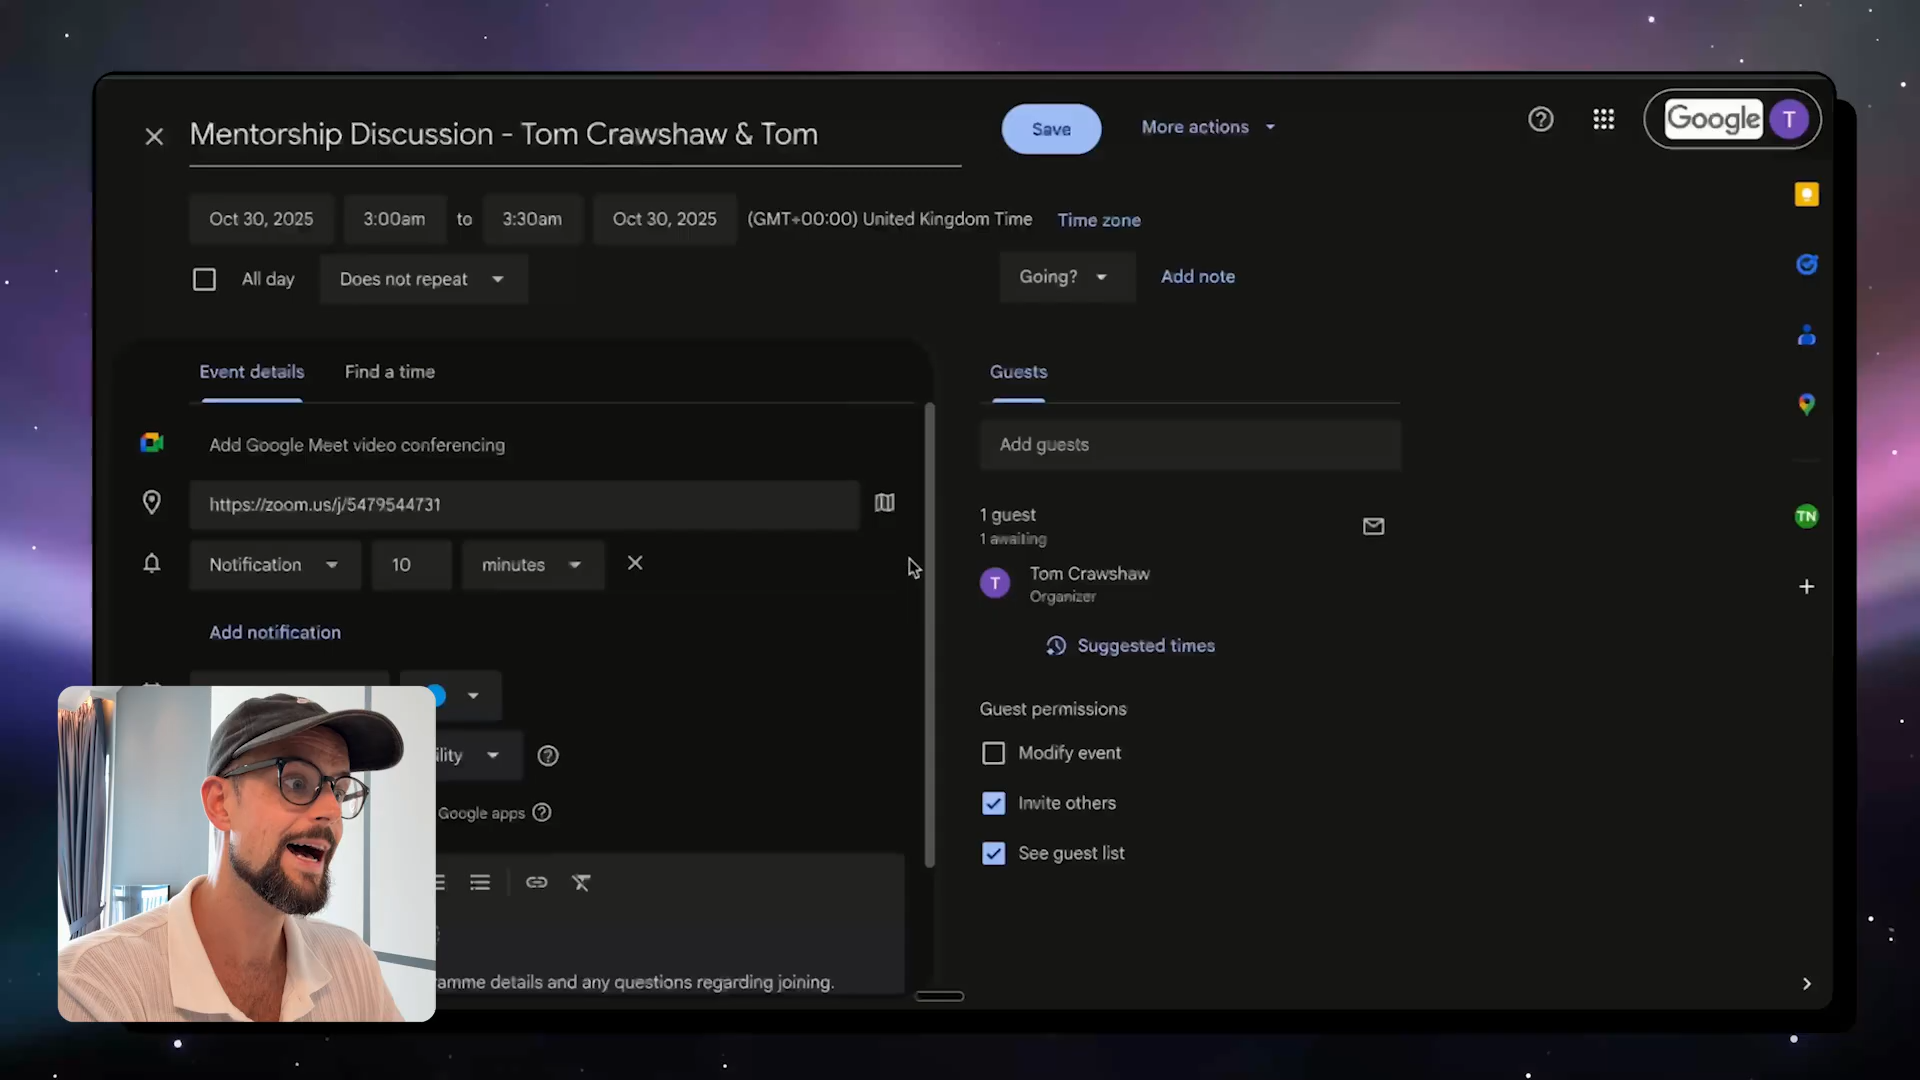 Mentorship Discussion - Tom Crawshaw & Tom
Save
More actions
Google
T
Oct 30, 2025
3:00am
to
3:30am
Oct 30, 2025
(GMT+00:00) United Kingdom Time
Time zone
All day
Does not repeat
Going?
Add note
Event details
Find a time
Guests
Add Google Meet video conferencing
Add guests
https://zoom.us/j/5479544731
1 guest
1 awaiting
TN
Notification
10
minutes
T
Tom Crawshaw
Organizer
Add notification
Suggested times
Guest permissions
Modify event
ility
Invite others
Google apps
See guest list
amme details and any questions regarding joining.